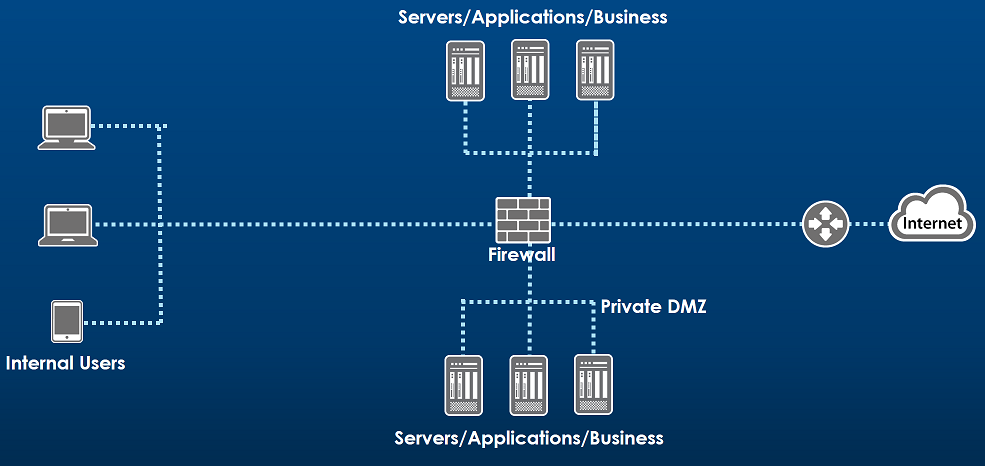 Servers/Applications/Business
Internet
Firewall
Private DMZ
Internal Users
Servers/Applications/Business